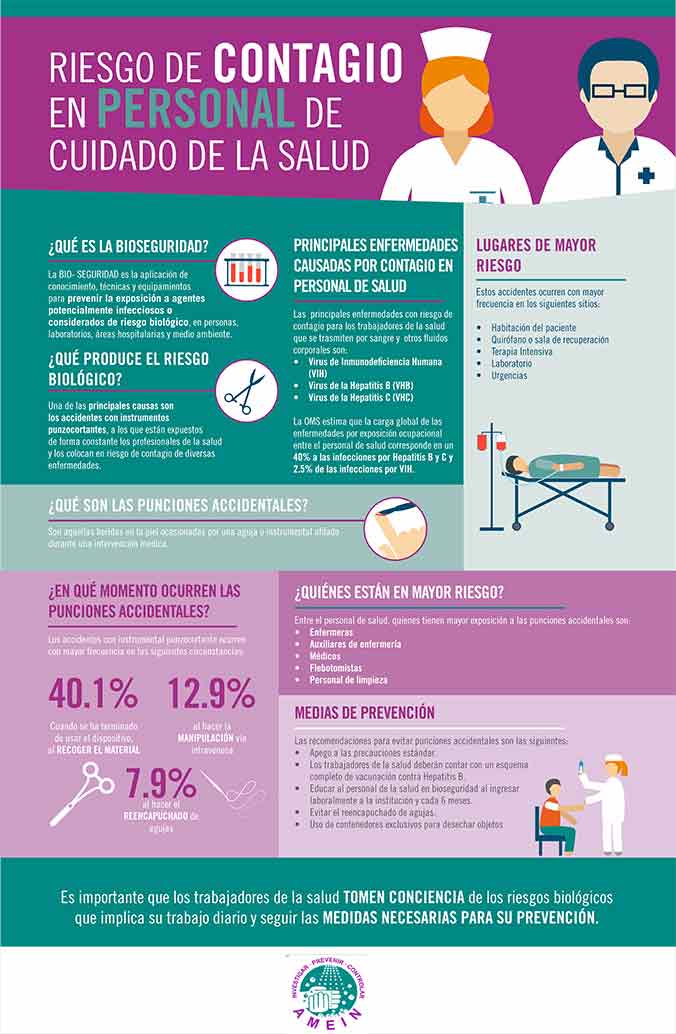 RIESGO DE CONTAGIO
EN PERSONAL DE
CUIDADO DE LA SALUD
¿QUÉ ES LA BIOSEGURIDAD?
La BIO- SEGURIDAD es la aplicación de
conocimiento, técnicas y equipamientos
para prevenir la exposición a agentes
potencialmente infecciosos o
considerados de riesgo biológico, en personas,
laboratorios, áreas hospitalarias y medio ambiente.
¿QUÉ PRODUCE EL RIESGO
BIOLÓGICO?
Una de las principales causas son
los accidentes con instrumentos
punzocortantes, a los que están expuestos
de forma constante los profesionales de la salud
y los colocan en riesgo de contagio de diversas
enfermedades.
PRINCIPALES ENFERMEDADES
CAUSADAS POR CONTAGIO EN
PERSONAL DE SALUD
Las principales enfermedades con riesgo de
contagio para los trabajadores de la salud
que se trasmiten por sangre y otros fluidos
corporales son:
• Virus de Inmunodeficiencia Humana
(VIH)
• Virus de la Hepatitis B (VHB)
• Virus de la Hepatitis C (VHC)
La OMS estima que la carga global de las
enfermedades por exposición ocupacional
entre el personal de salud corresponde en un
40% a las infecciones por Hepatitis B y C y
2.5% de las infecciones por VIH.
LUGARES DE MAYOR
RIESGO
Estos accidentes ocurren con mayor
frecuencia en los siguientes sitios:
• Habitación del paciente
• Quirófano o sala de recuperación
• Terapia Intensiva
• Laboratorio
• Urgencias
¿QUÉ SON LAS PUNCIONES ACCIDENTALES?
Son aquellas heridas en la piel ocasionadas por una aguja o instrumental afilado
durante una intervención médica.
¿EN QUÉ MOMENTO OCURREN LAS
PUNCIONES ACCIDENTALES?
Los accidentes con instrumental punzocortante ocurren
con mayor frecuencia en las siguientes circunstancias:
40.1%
Cuando se ha terminado
de usar el dispositivo,
al RECOGER EL MATERIAL
12.9%
al hacer la
MANIPULACIÓN vía
intravenosa
7.9%
al hacer el
REENCAPUCHADO de
agujas
¿QUIÉNES ESTÁN EN MAYOR RIESGO?
Entre el personal de salud, quienes tienen mayor exposición a las punciones accidentales son:
• Enfermeras
• Auxiliares de enfermería
• Médicos
• Flebotomistas
• Personal de limpieza
MEDIAS DE PREVENCIÓN
Las recomendaciones para evitar punciones accidentales son las siguientes:
• Apego a las precauciones estándar.
• Los trabajadores de la salud deberán contar con un esquema
completo de vacunación contra Hepatitis B.
• Educar al personal de la salud en bioseguridad al ingresar
laboralmente a la institución y cada 6 meses.
• Evitar el reencapuchado de agujas.
• Uso de contenedores exclusivos para desechar objetos
Es importante que los trabajadores de la salud TOMEN CONCIENCIA de los riesgos biológicos
que implica su trabajo diario y seguir las MEDIDAS NECESARIAS PARA SU PREVENCIÓN.
INVESTIGAR - PREVENIR - CONTROLAR
AMEIN